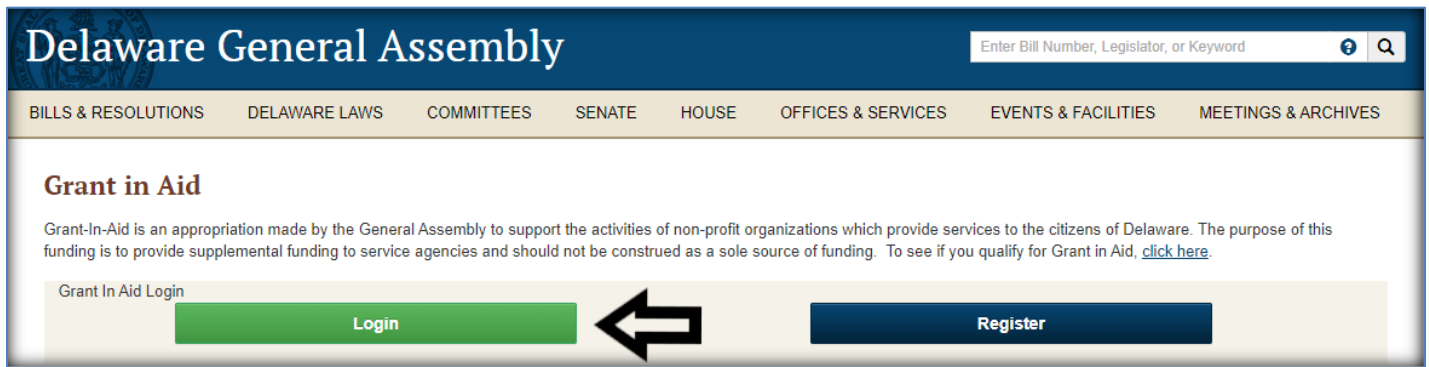 Delaware General Assembly
Enter Bill Number, Legislator, or Keyword
BILLS & RESOLUTIONS DELAWARE LAWS COMMITTEES SENATE HOUSE OFFICES & SERVICES EVENTS & FACILITIES MEETINGS & ARCHIVES
Grant in Aid
Grant-In-Aid is an appropriation made by the General Assembly to support the activities of non-profit organizations which provide services to the citizens of Delaware. The purpose of this
funding is to provide supplemental funding to service agencies and should not be construed as a sole source of funding. To see if you qualify for Grant in Aid, click here.
Grant In Aid Login
Login
Register